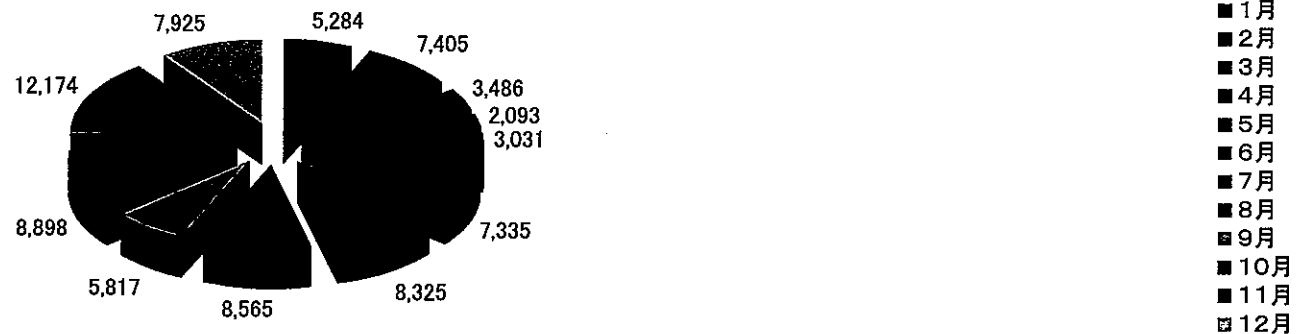 7,925
5,284
7,405
12,174
3,486
2,093
3,031
8,898
7,335
5,817
8,565
8,325
1月
2月
3月
4月
5月
6月
7月
8月
9月
10月
11月
12月